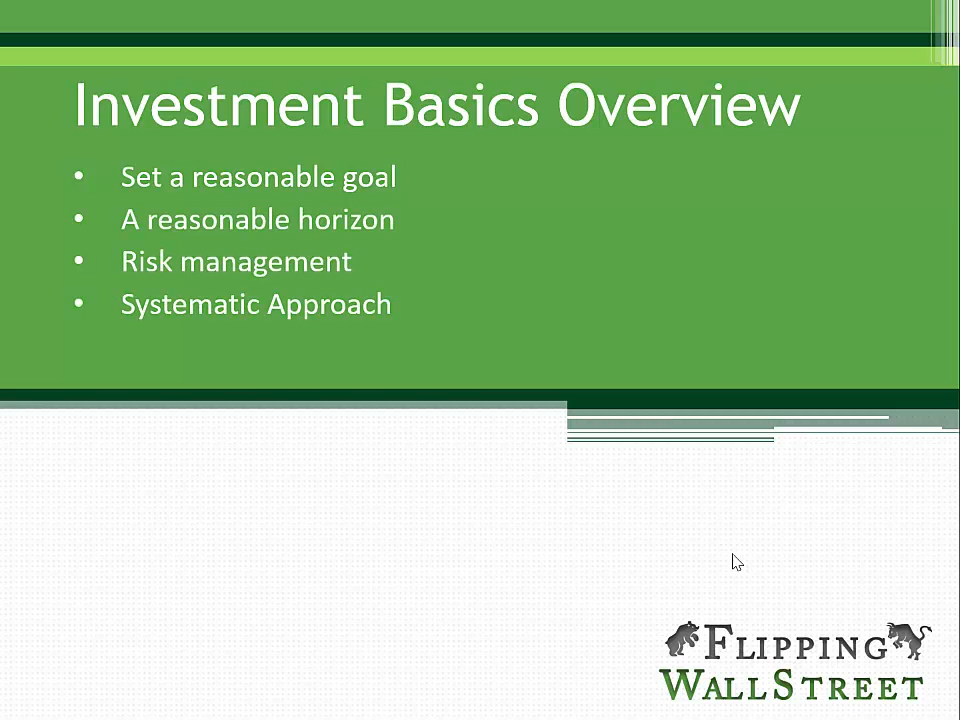 Investment Basics Overview
• Set a reasonable goal
• A reasonable horizon
• Risk management
• Systematic Approach
FLIPPING
WALLSTREET